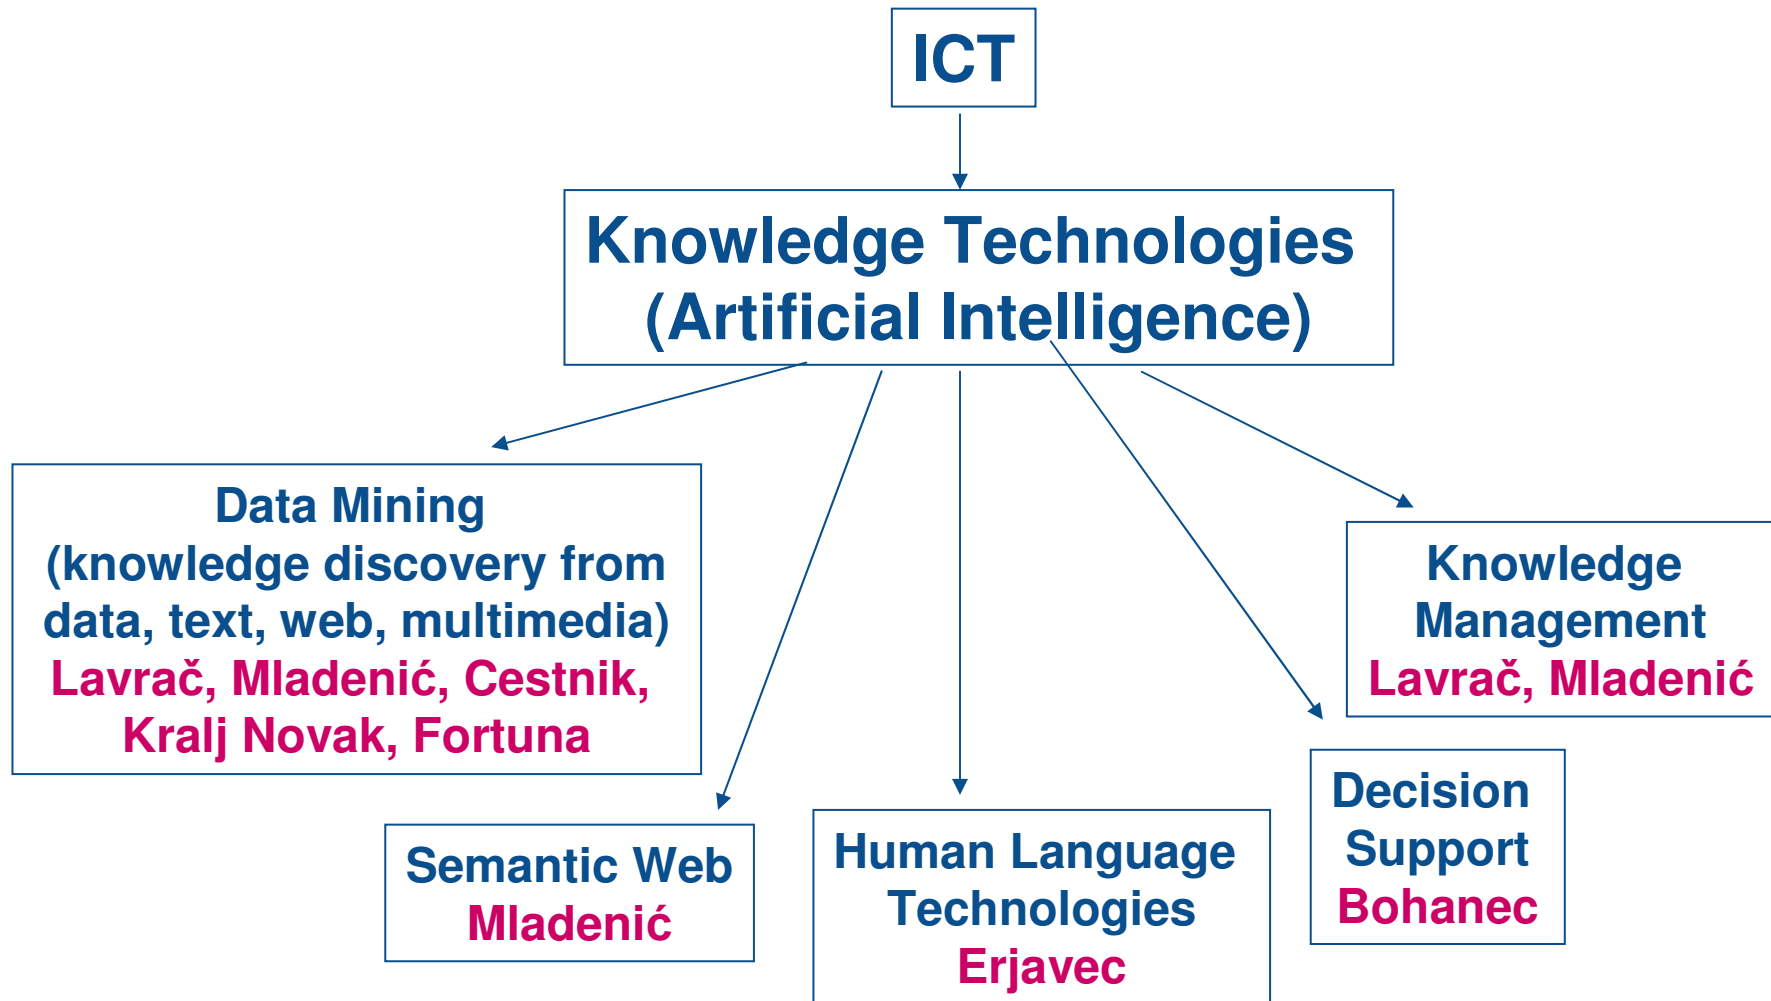 ICT
Knowledge Technologies
(Artificial Intelligence)
Data Mining
(knowledge discovery from
data, text, web, multimedia)
Lavrač, Mladenić, Cestnik,
Kralj Novak, Fortuna
Semantic Web
Mladenić
Human Language
Technologies
Erjavec
Decision
Support
Bohanec
Knowledge
Management
Lavrač, Mladenić